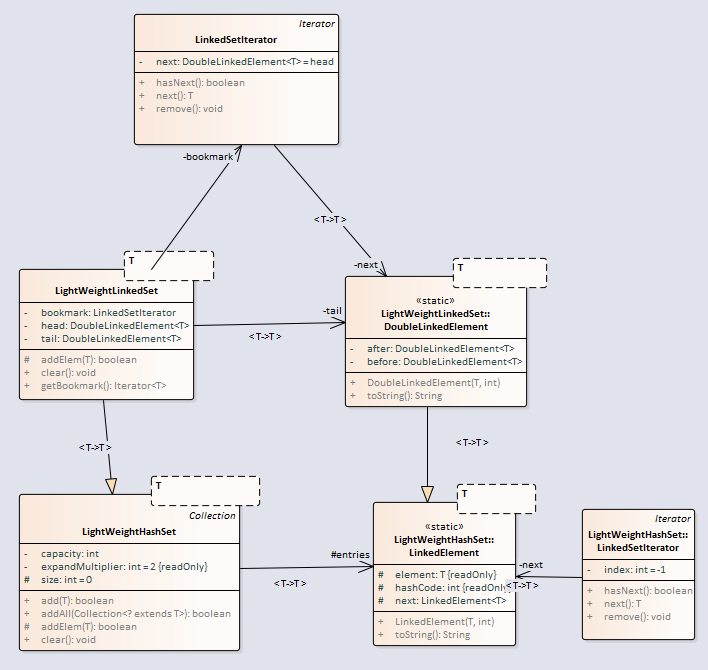 Iterator
LinkedSetIterator
- next: DoubleLinkedElement<T> = head
+ hasNext(): boolean
+ next(): T
+ remove(): void
-bookmark
<T->T>
-next
T
LightWeightLinkedSet
- bookmark: LinkedSetIterator
- head: DoubleLinkedElement<T>
- tail: DoubleLinkedElement<T>
# addElem(T): boolean
+ clear(): void
+ getBookmark(): Iterator<T>
-tail
<T->T>
T
«static»
LightWeightLinkedSet::
DoubleLinkedElement
- after: DoubleLinkedElement<T>
- before: DoubleLinkedElement<T>
+ DoubleLinkedElement(T, int)
+ toString(): String
<T->T>
<T->T>
T
Collection
LightWeightHashSet
- capacity: int
- expandMultiplier: int = 2 {readOnly}
# size: int = 0
+ add(T): boolean
+ addAll(Collection<? extends T>): boolean
# addElem(T): boolean
+ clear(): void
#entries
<T->T>
T
«static»
LightWeightHashSet::
LinkedElement
# element: T {readOnly}
# hashCode: int {readOnly}
# next: LinkedElement<T>
+ LinkedElement(T, int)
+ toString(): String
-next
<T->T>
Iterator
LightWeightHashSet::
LinkedSetIterator
- index: int = -1
+ hasNext(): boolean
+ next(): T
+ remove(): void